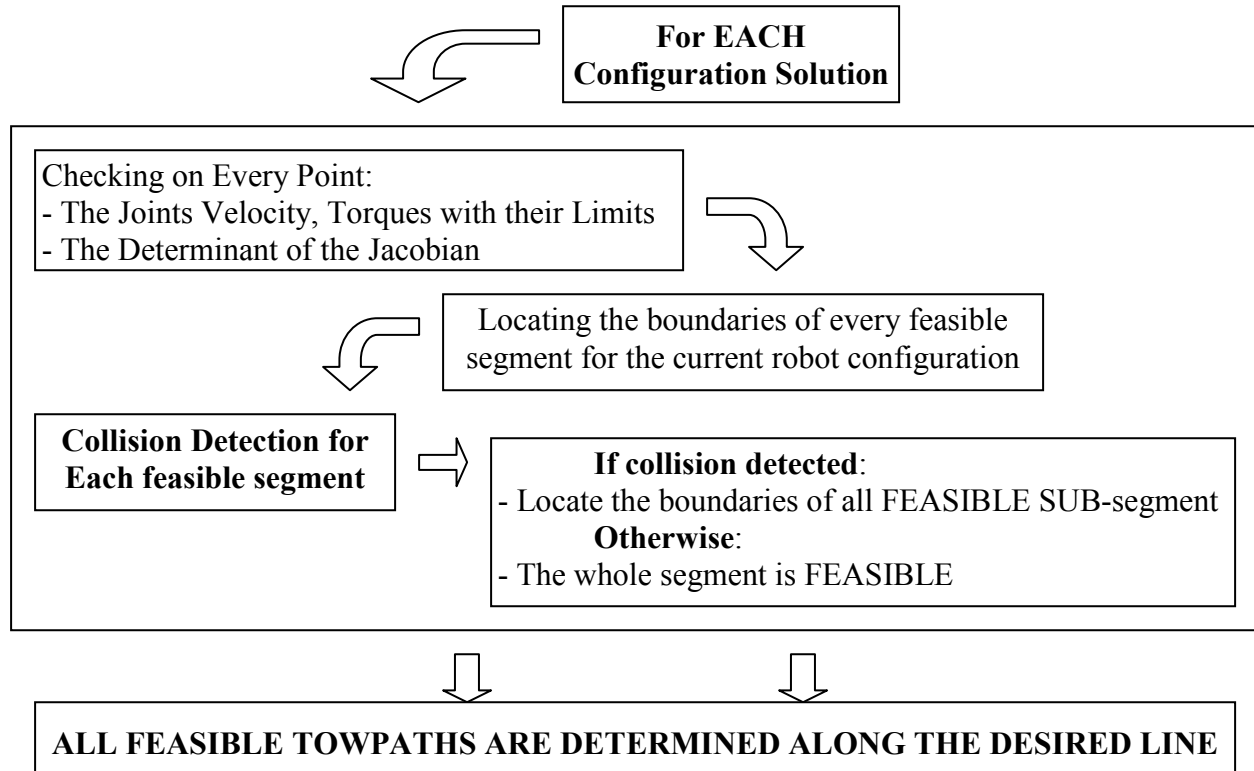 For EACH
Configuration Solution
Checking on Every Point:
- The Joints Velocity, Torques with their Limits
- The Determinant of the Jacobian
Locating the boundaries of every feasible
segment for the current robot configuration
Collision Detection for
Each feasible segment
If collision detected:
- Locate the boundaries of all FEASIBLE SUB-segment
Otherwise:
- The whole segment is FEASIBLE
ALL FEASIBLE TOWPATHS ARE DETERMINED ALONG THE DESIRED LINE